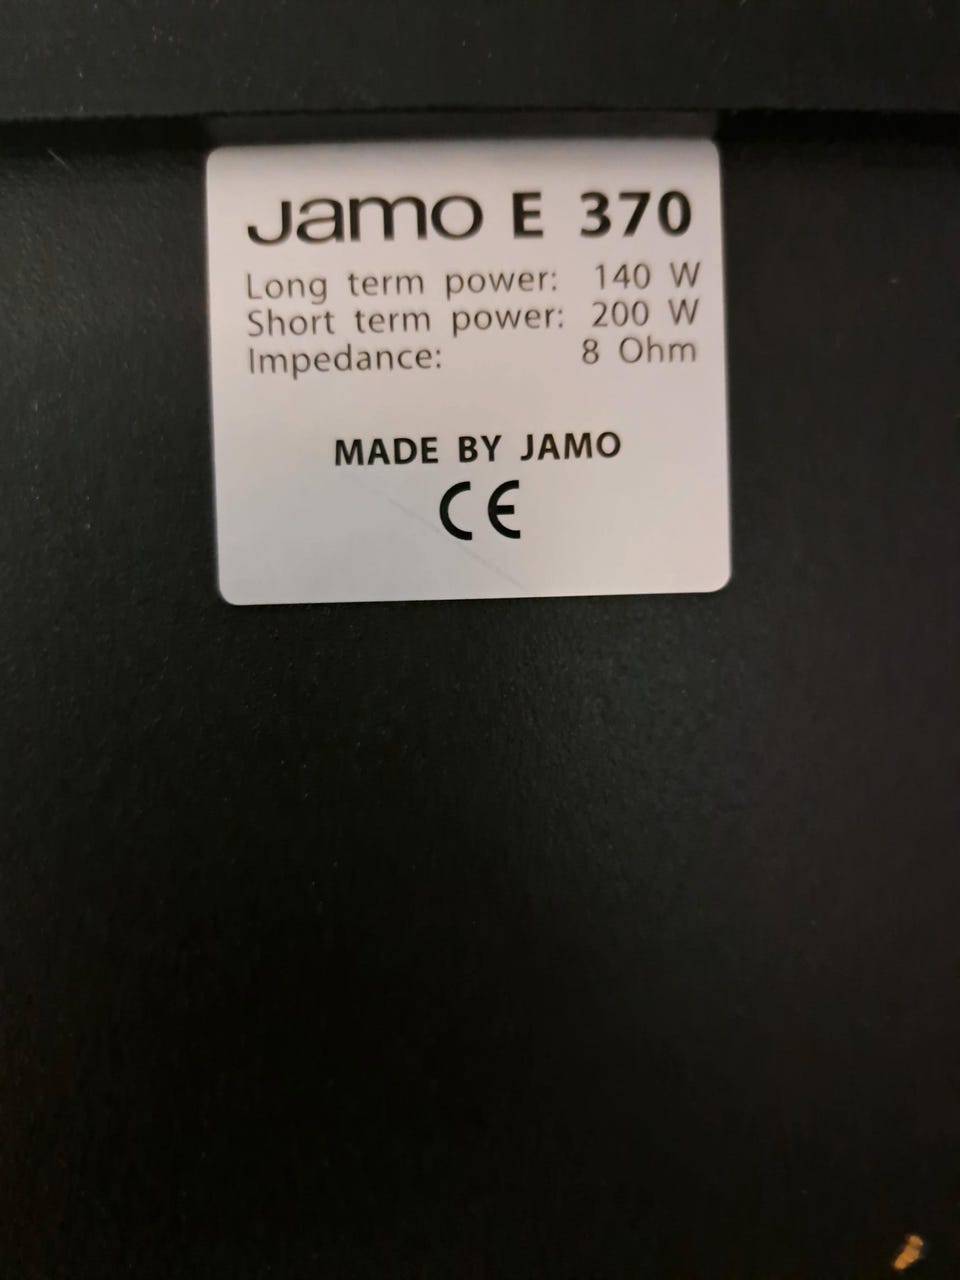 Jamo E 370
Long term power: 140 W
Short term power: 200 W
Impedance: 8 Ohm
MADE BY JAMO
CE